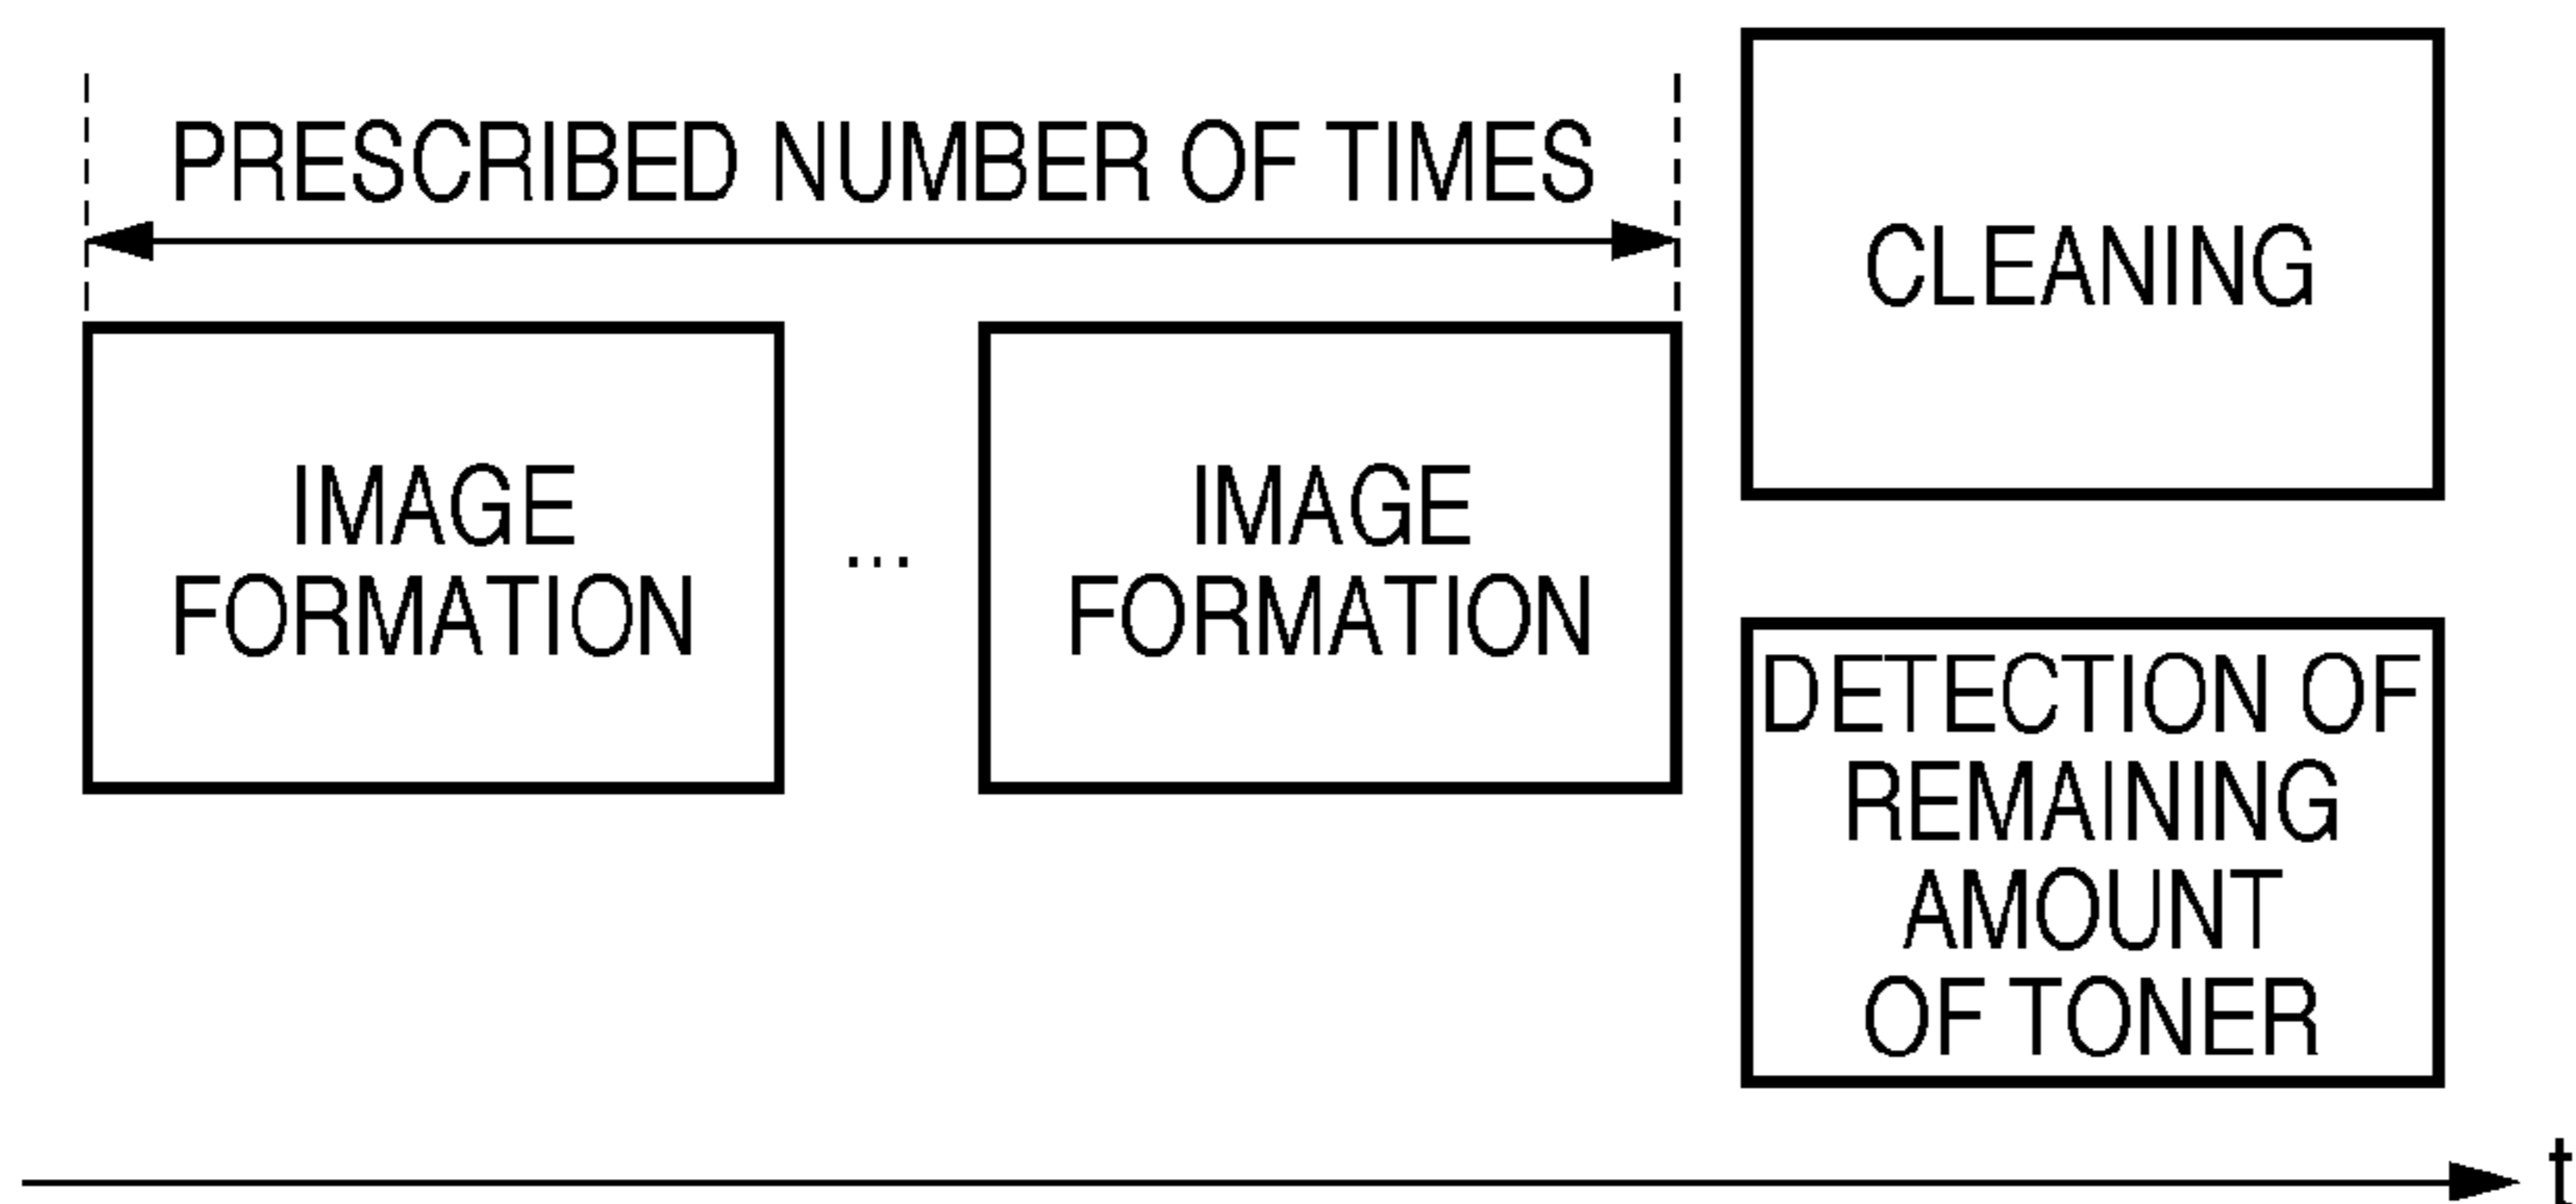 PRESCRIBED NUMBER OF TIMES
IMAGE
FORMATION
...
IMAGE
FORMATION
CLEANING
DETECTION OF
REMAINING
AMOUNT
OF TONER
t